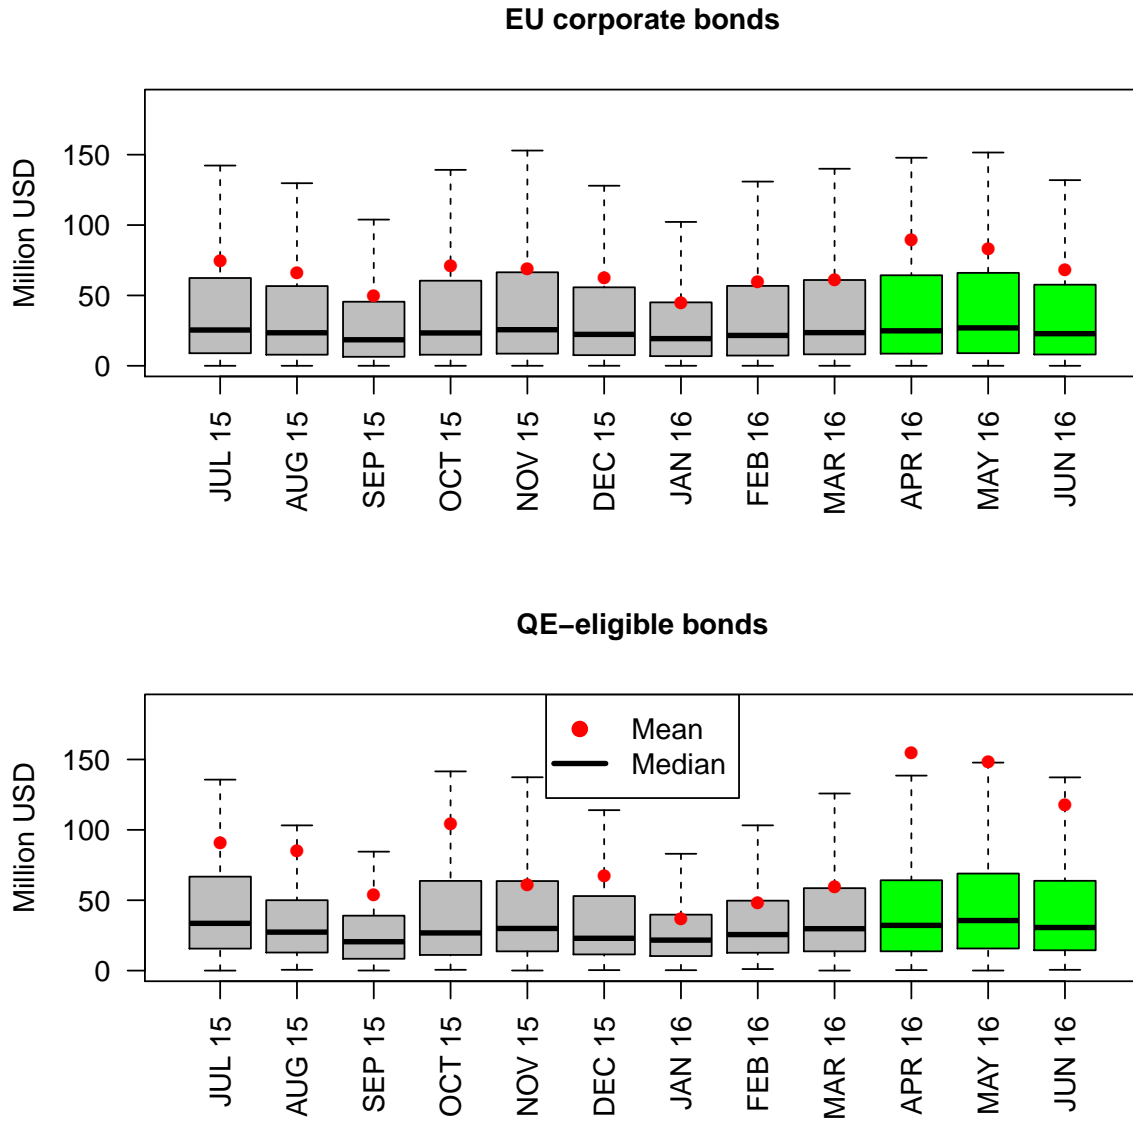 EU corporate bonds
Million USD
150
100
50
0
JUL 15
AUG 15
SEP 15
OCT 15
NOV 15
DEC 15
JAN 16
FEB 16
MAR 16
APR 16
MAY 16
JUN 16
QE−eligible bonds
Million USD
150
100
50
0
Mean
Median
JUL 15
AUG 15
SEP 15
OCT 15
NOV 15
DEC 15
JAN 16
FEB 16
MAR 16
APR 16
MAY 16
JUN 16